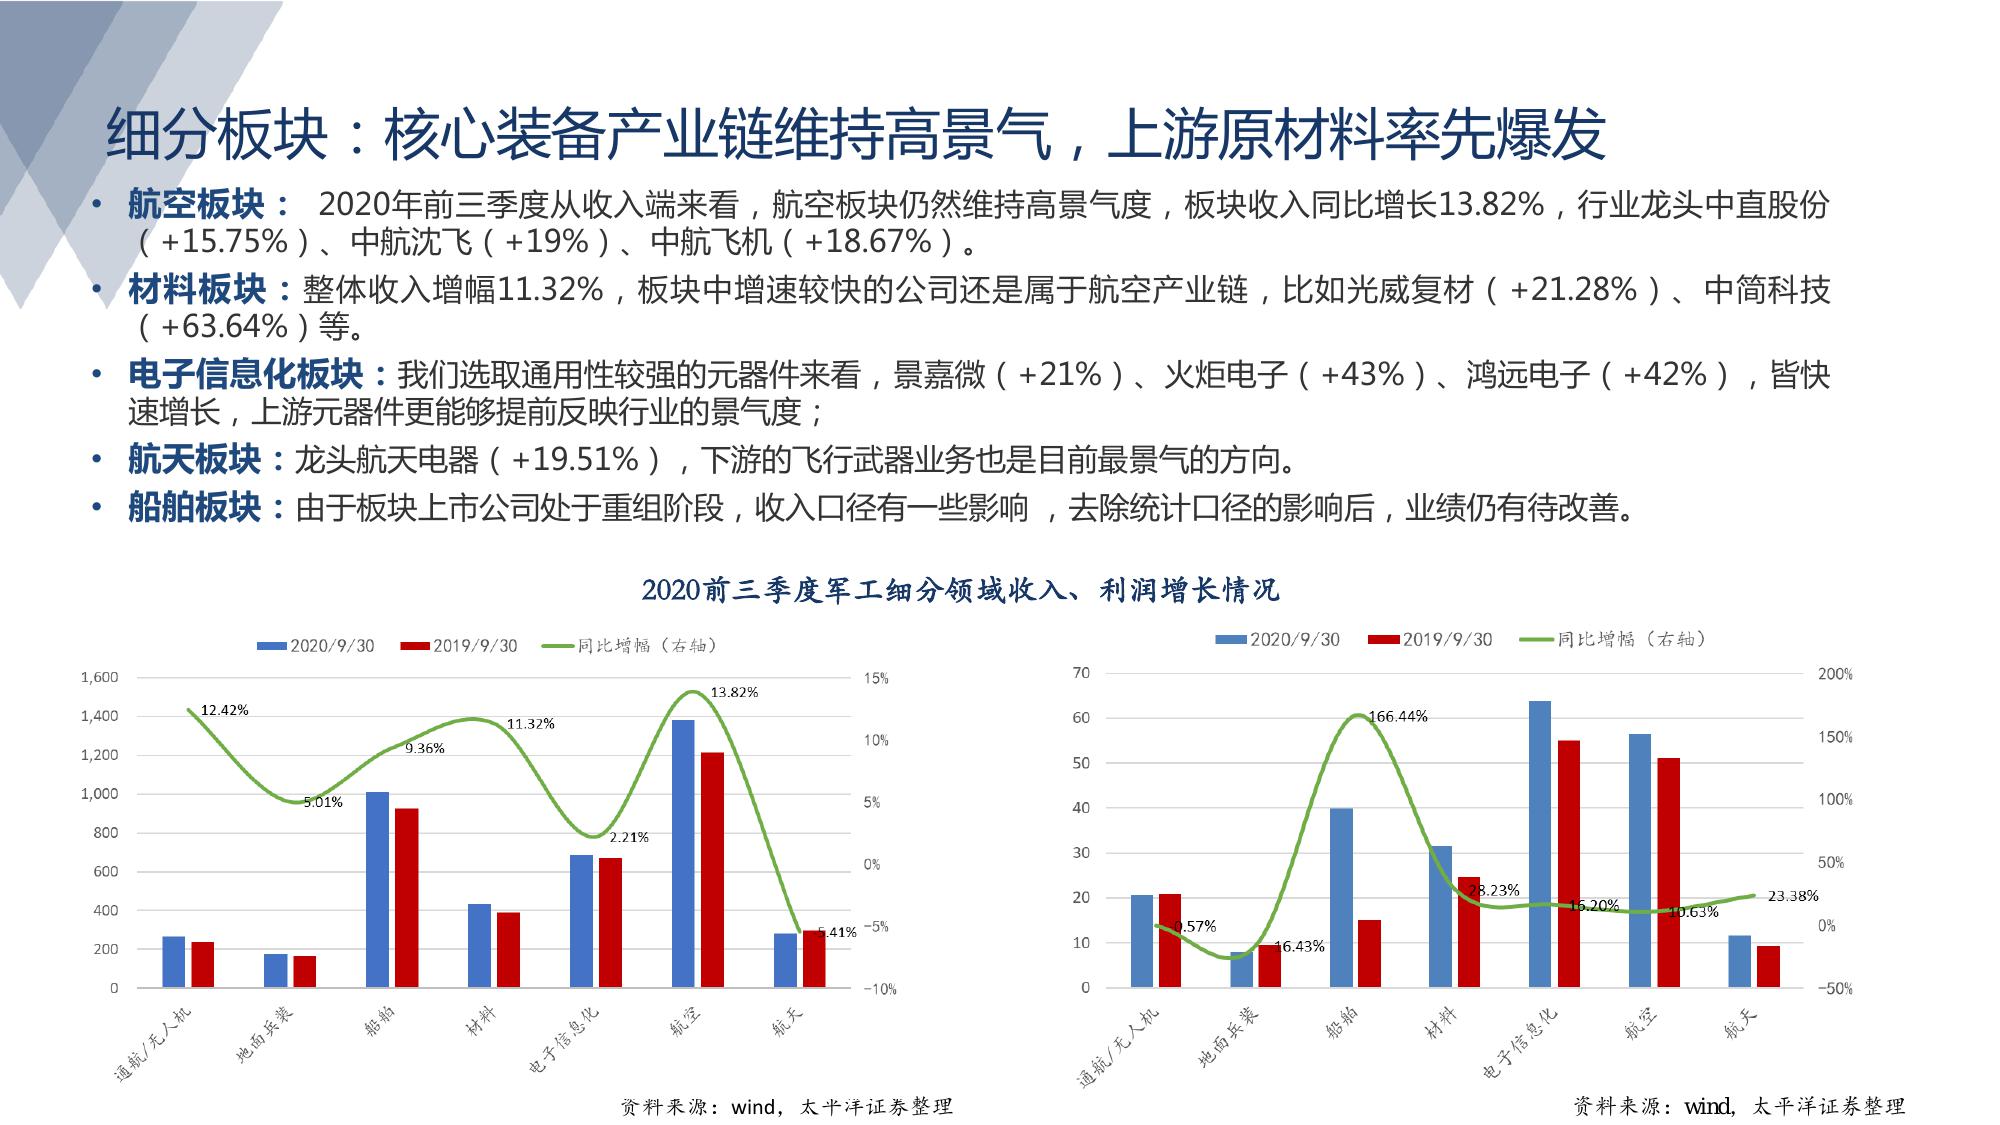 细分板块：核心装备产业链维持高景气，上游原材料率先爆发
• 航空板块： 2020年前三季度从收入端来看，航空板块仍然维持高景气度，板块收入同比增长13.82%，行业龙头中直股份
（+15.75%）、中航沈飞（+19%）、中航飞机（+18.67%）。
• 材料板块：整体收入增幅11.32%，板块中增速较快的公司还是属于航空产业链，比如光威复材（+21.28%）、中简科技
（+63.64%）等。
• 电子信息化板块：我们选取通用性较强的元器件来看，景嘉微（+21%）、火炬电子（+43%）、鸿远电子（+42%），皆快
速增长，上游元器件更能够提前反映行业的景气度；
• 航天板块：龙头航天电器（+19.51%），下游的飞行武器业务也是目前最景气的方向。
• 船舶板块：由于板块上市公司处于重组阶段，收入口径有一些影响 ，去除统计口径的影响后，业绩仍有待改善。
2020前三季度军工细分领域收入、利润增长情况
2020/9/30 2019/9/30 同比增幅（右轴）
1,600
1,400
1,200
1,000
800
600
400
200
0
15%
10%
5%
0%
-5%
-10%
12.42%
5.01%
9.36%
11.32%
2.21%
13.82%
-5.41%
通航/无人机
地面兵装
船舶
材料
电子信息化
航空
航天
资料来源：wind，太平洋证券整理
2020/9/30 2019/9/30 同比增幅（右轴）
70
60
50
40
30
20
10
0
200%
150%
100%
50%
0%
-50%
0.57%
-16.43%
166.44%
28.23%
16.20%
10.63%
23.38%
通航/无人机
地面兵装
船舶
材料
电子信息化
航空
航天
资料来源：wind，太平洋证券整理